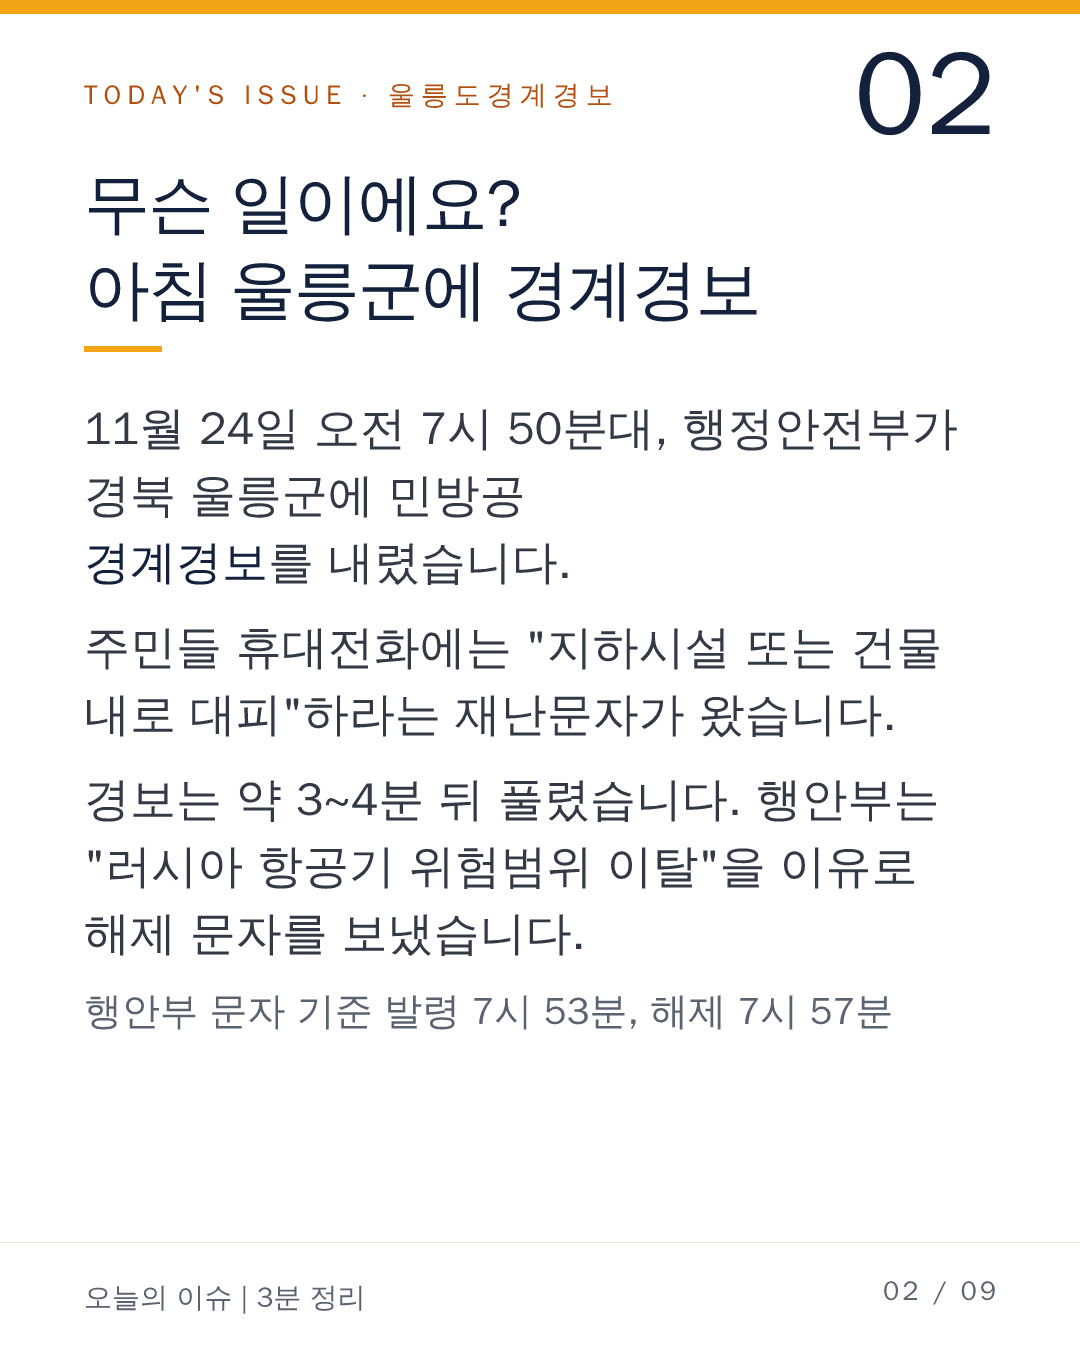 TODAY'S ISSUE · 울릉도경계경보
02
무슨 일이에요?
아침 울릉군에 경계경보
11월 24일 오전 7시 50분대, 행정안전부가
경북 울릉군에 민방공
경계경보를 내렸습니다.
주민들 휴대전화에는 "지하시설 또는 건물
내로 대피"하라는 재난문자가 왔습니다.
경보는 약 3~4분 뒤 풀렸습니다. 행안부는
"러시아 항공기 위험범위 이탈"을 이유로
해제 문자를 보냈습니다.
행안부 문자 기준 발령 7시 53분, 해제 7시 57분
오늘의 이슈 | 3분 정리
02 / 09